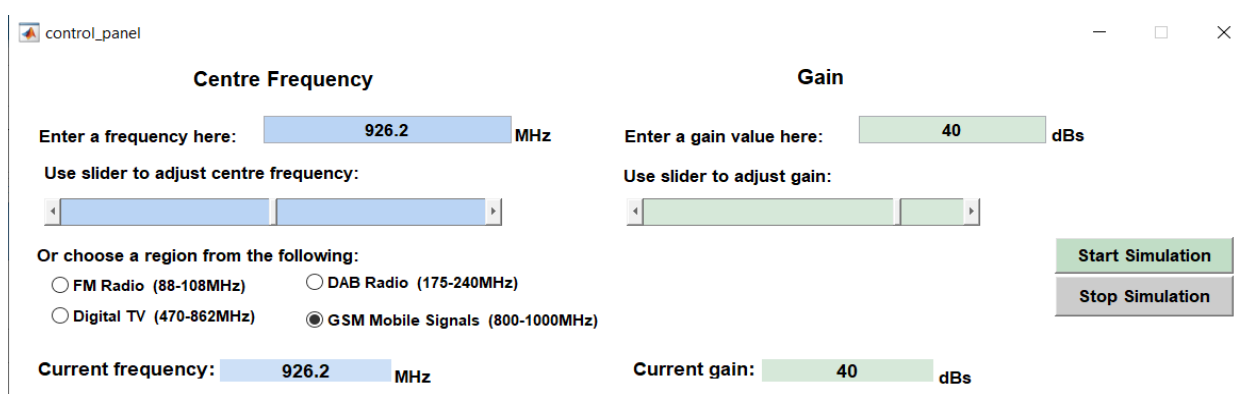 control_panel
Centre Frequency
Gain
Enter a frequency here: 926.2 MHz
Enter a gain value here: 40 dBs
Use slider to adjust centre frequency:
Use slider to adjust gain:
Or choose a region from the following:
FM Radio (88-108MHz)
DAB Radio (175-240MHz)
Digital TV (470-862MHz)
GSM Mobile Signals (800-1000MHz)
Start Simulation
Stop Simulation
Current frequency: 926.2 MHz
Current gain: 40 dBs